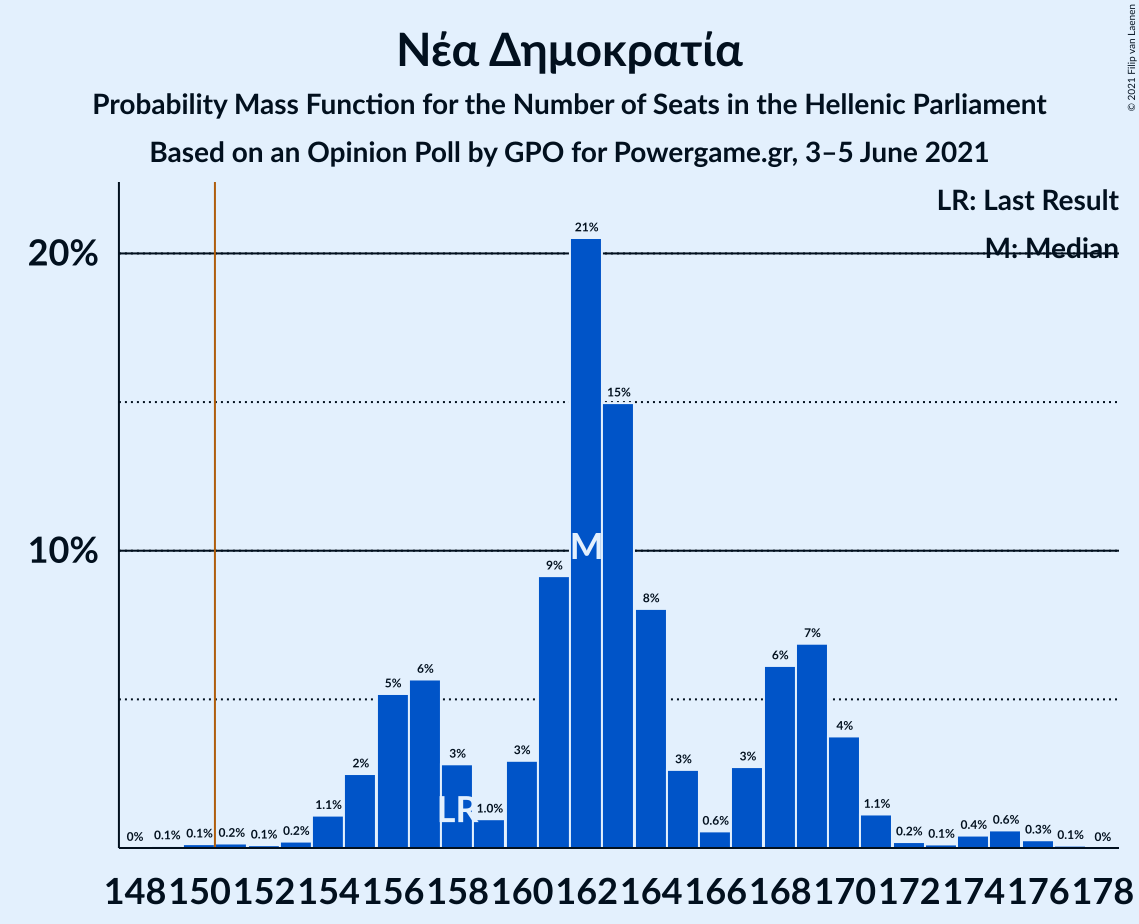 Νέα Δημοκρατία
Probability Mass Function for the Number of Seats in the Hellenic Parliament
Based on an Opinion Poll by GPO for Powergame.gr, 3–5 June 2021
© 2021 Filip van Laenen
LR: Last Result
M: Median
20%
10%
0% 0.1% 0.1% 0.2% 0.1% 0.2% 1.1% 2% 5% 6% 3% 1.0% 3% 9% 21% 15% 8% 3% 0.6% 3% 6% 7% 4% 1.1% 0.2% 0.1% 0.4% 0.6% 0.3% 0.1% 0%
M
LR
148 150 152 154 156 158 160 162 164 166 168 170 172 174 176 178